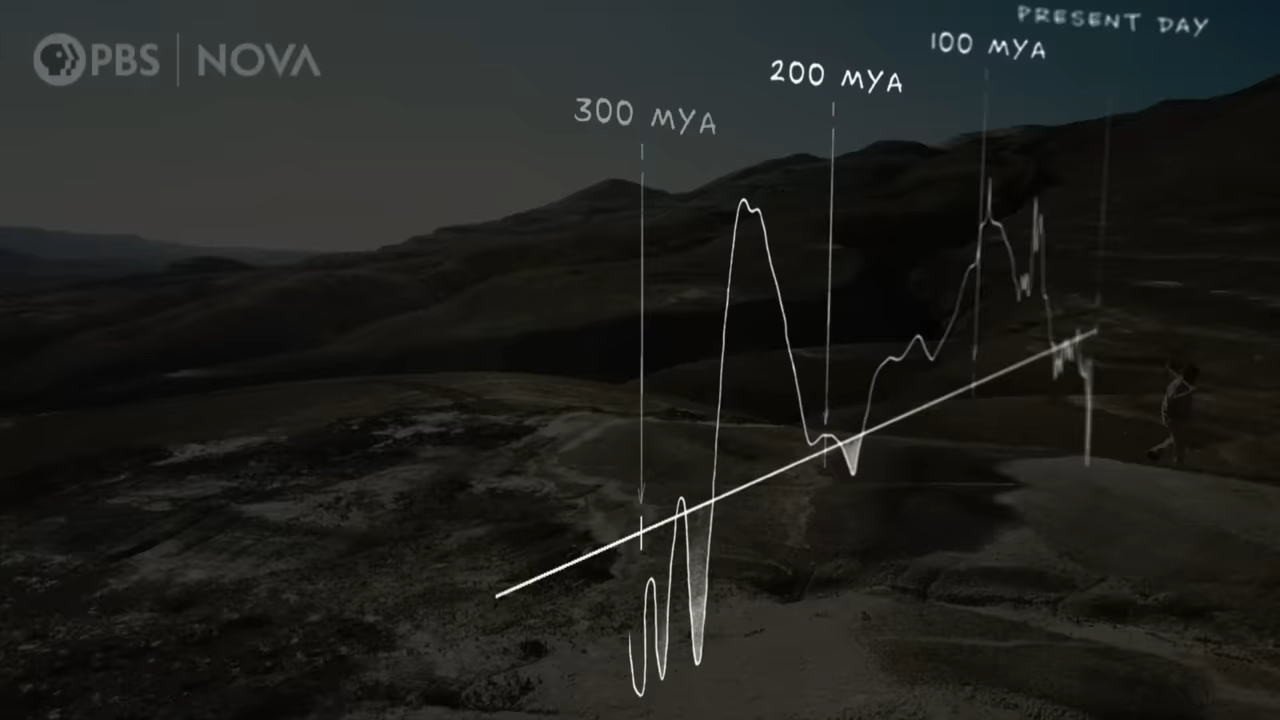 PRESENT DAY
100 MYA
200 MYA
300 MYA
PBS | NOVA